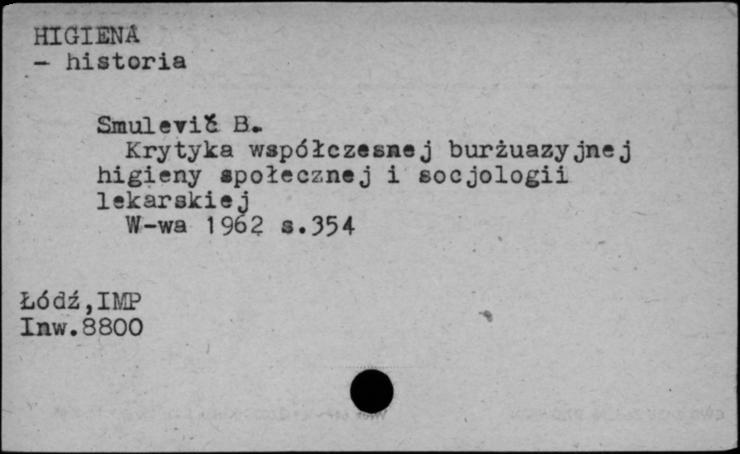 HIGIENA
- historia
Smulevič B.
Krytyka współczesnej burżuazyjnej
higieny społecznej i socjologii
lekarskiej
W-wa 1962 s.354
Łódź,IMP
Inw.8800